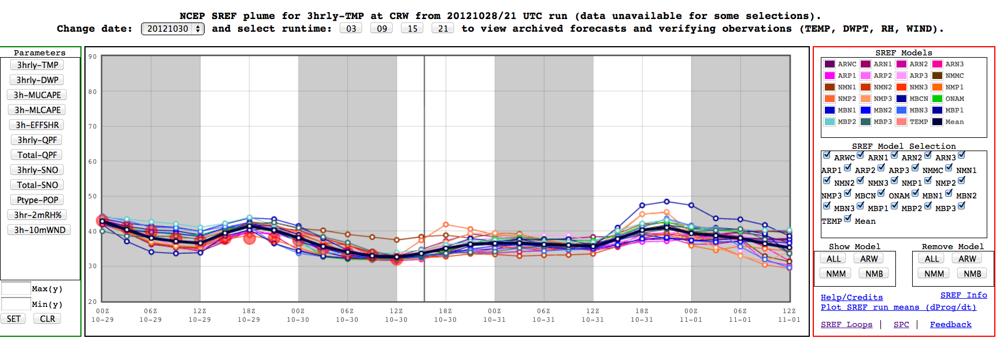 NCEP SREF plume for 3hrly-TMP at CRW from 20121028/21 UTC run (data unavailable for some selections).
Change date: 20121030 and select runtime: 03 09 15 21 to view archived forecasts and verifying obervations (TEMP, DWPT, RH, WIND).
Parameters
3hrly-TMP
3hrly-DWP
3h-MUCAPE
3h-MLCAPE
3h-EFFSHR
3hrly-QPF
Total-QPF
3hrly-SNO
Total-SNO
Ptype-POP
3hr-2mRH%
3h-10mWND
Max(y)
Min(y)
SET CLR
90
80
70
60
50
40
30
20
00Z 06Z 12Z 18Z 00Z 06Z 12Z 18Z 00Z 06Z 12Z 18Z 00Z 06Z 12Z
10-29 10-29 10-29 10-29 10-30 10-30 10-30 10-30 10-31 10-31 10-31 10-31 11-01 11-01 11-01
SREF Models
ARWC ARN1 ARN2 ARN3
ARP1 ARP2 ARP3 NMMC
NMN1 NMN2 NMN3 NMP1
NMP2 NMP3 MBCN ONAM
MBN1 MBN2 MBN3 MBP1
MBP2 MBP3 TEMP Mean
SREF Model Selection
ARWC ARN1 ARN2 ARN3
ARP1 ARP2 ARP3 NMMC NMN1
NMN2 NMN3 NMP1 NMP2
NMP3 MBCN ONAM MBN1 MBN2
MBN3 MBP1 MBP2 MBP3
TEMP Mean
Show Model
ALL ARW
NMM NMB
Remove Model
ALL ARW
NMM NMB
Help/Credits SREF Info
Plot SREF run means (dProg/dt)
SREF Loops | SPC | Feedback